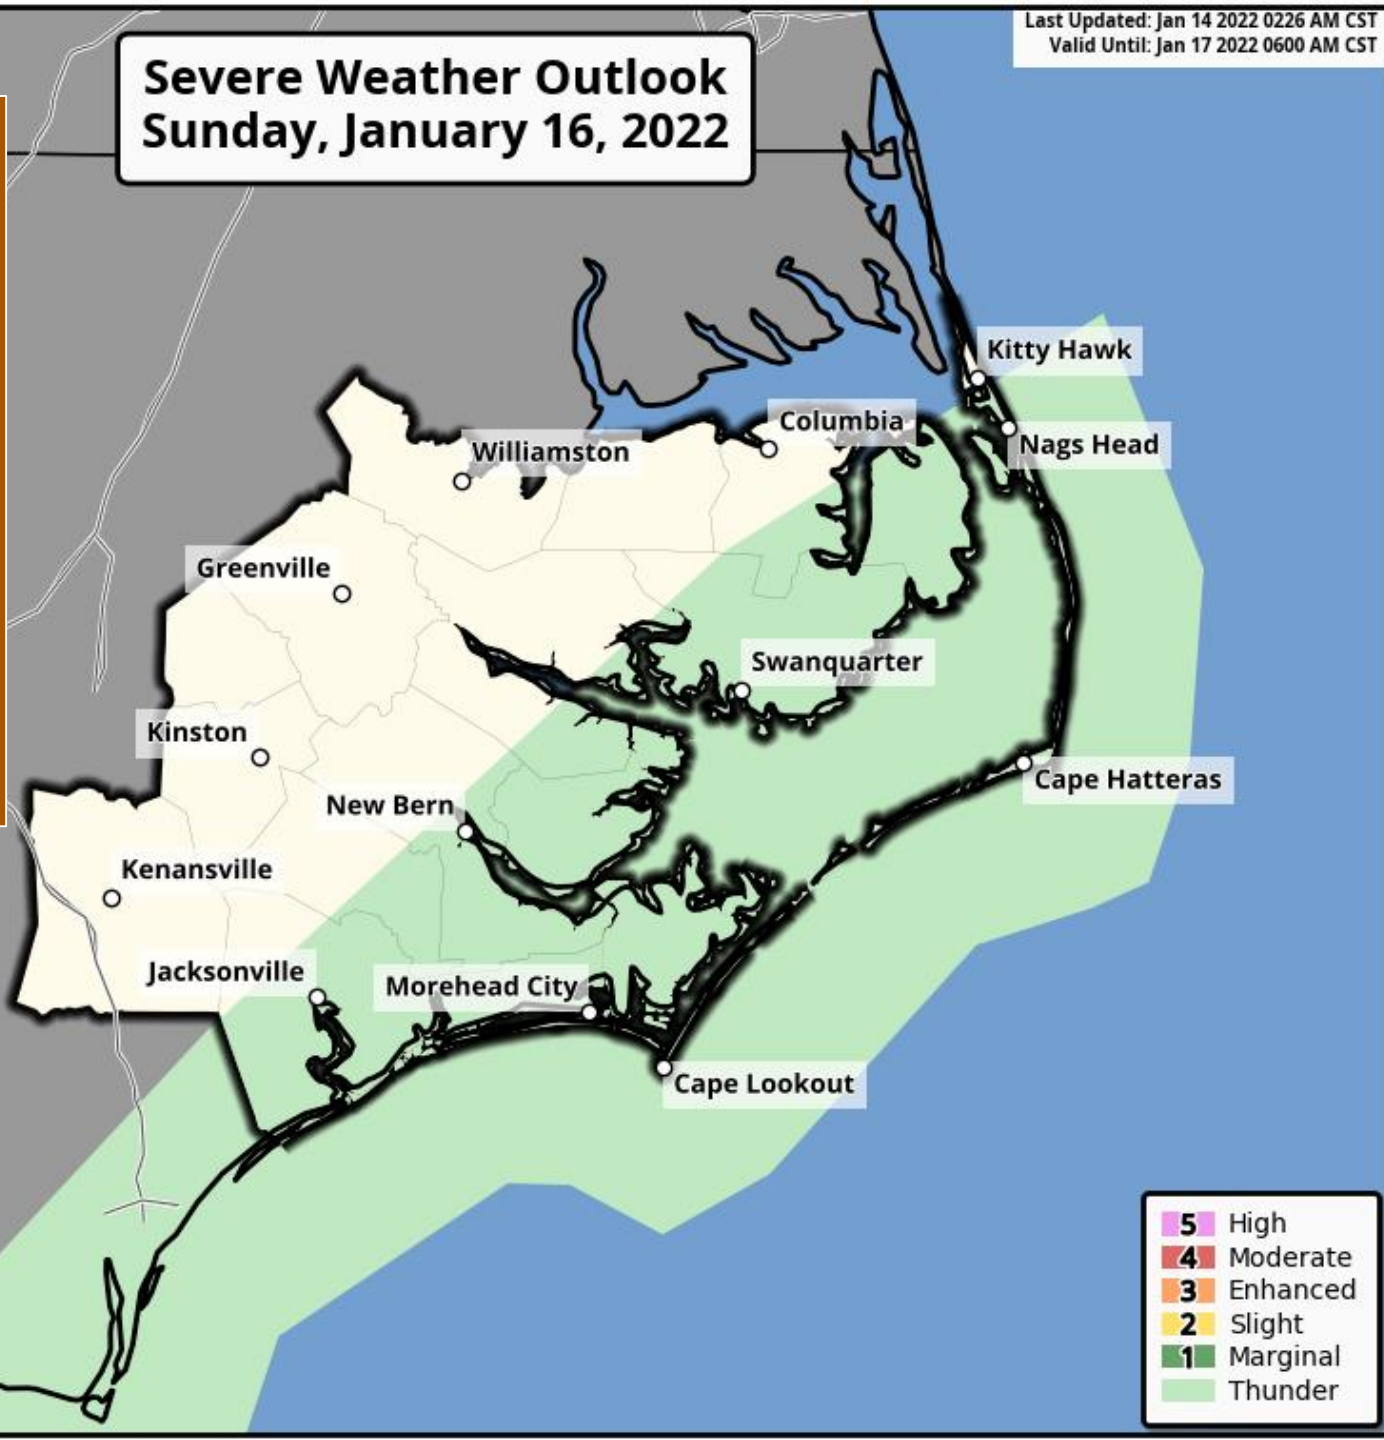 Last Updated: Jan 14 2022 0226 AM CST
Valid Until: Jan 17 2022 0600 AM CST
Severe Weather Outlook
Sunday, January 16, 2022
Kitty Hawk
Columbia
Nags Head
Williamston
Greenville
Swanquarter
Kinston
Cape Hatteras
New Bern
Kenansville
Jacksonville
Morehead City
Cape Lookout
5 High
4 Moderate
3 Enhanced
2 Slight
1 Marginal
Thunder